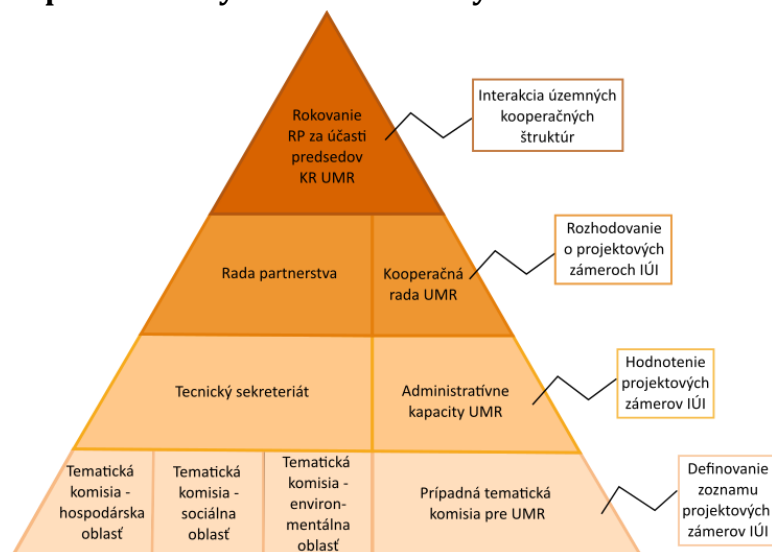 Rokovanie
RP za účasti
predsedov
KR UMR
Interakcia územných
kooperačných
štruktúr
Rada partnerstva
Kooperačná
rada UMR
Rozhodovanie
o projektových
zámeroch IÚI
Tecnický sekreteriát
Administratívne
kapacity UMR
Hodnotenie
projektových
zámerov IÚI
Tematická
komisia -
hospodárska
oblasť
Tematická
komisia -
sociálna
oblasť
Tematická
komisia -
environ-
mentálna
oblasť
Prípadná tematická
komisia pre UMR
Definovanie
zoznamu
projektových
zámerov IÚI